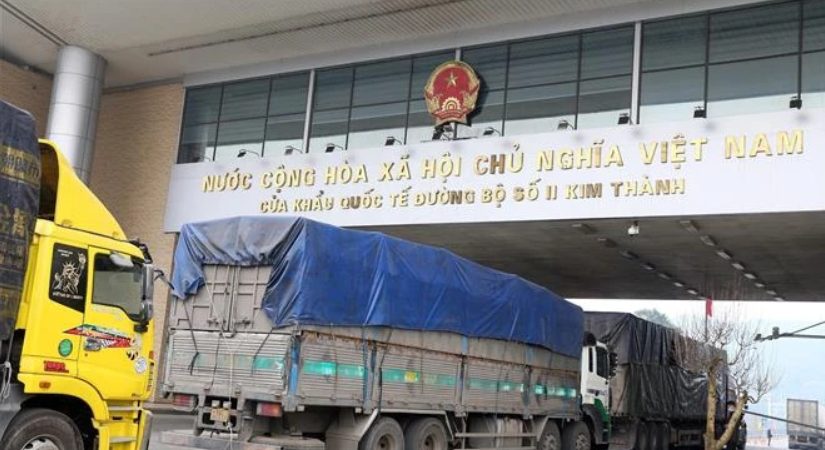 NƯỚC CỘNG HÒA XÃ HỘI CHỦ NGHĨA VIỆT NAM
CỬA KHẨU QUỐC TẾ ĐƯỜNG BỘ SỐ II KIM THÀNH